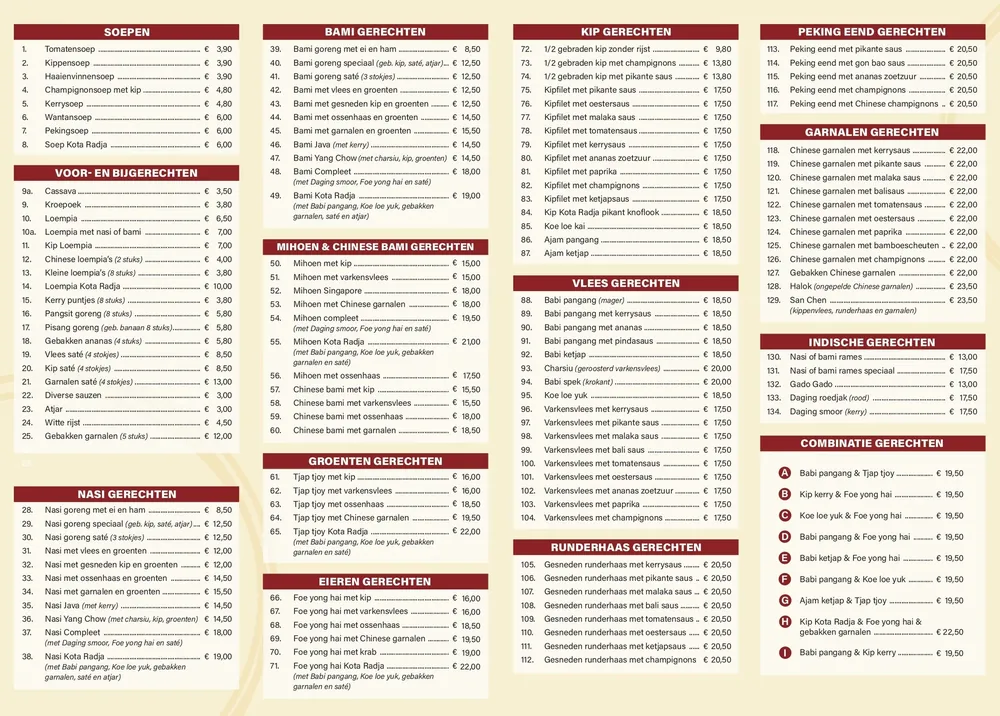 SOEPEN
1. Tomatensoep € 3,90
2. Kippensoep € 3,90
3. Haaienvinnensoep € 3,90
4. Champignonsoep met kip € 4,80
5. Kerrysoep € 4,80
6. Wantansoep € 6,00
7. Pekingsoep € 6,00
8. Soep Kota Radja € 6,00
VOOR- EN BIJGERECHTEN
9a. Cassava € 3,50
9. Kroepoek € 3,80
10. Loempia € 6,50
10a. Loempia met nasi of bami € 7,00
11. Kip Loempia € 7,00
12. Chinese loempia's (2 stuks) € 4,00
13. Kleine loempia's (8 stuks) € 3,80
14. Loempia Kota Radja € 10,00
15. Kerry puntjes (8 stuks) € 3,80
16. Pangsit goreng (8 stuks) € 5,80
17. Pisang goreng (geb. banaan 8 stuks) € 5,80
18. Gebakken ananas (4 stuks) € 5,80
19. Vlees saté (4 stokjes) € 8,50
20. Kip saté (4 stokjes) € 8,50
21. Garnalen saté (4 stokjes) € 13,00
22. Diverse sauzen € 3,00
23. Atjar € 3,00
24. Witte rijst € 4,50
25. Gebakken garnalen (5 stuks) € 12,00
NASI GERECHTEN
28. Nasi goreng met ei en ham € 8,50
29. Nasi goreng speciaal (geb. kip, saté, atjar) € 12,50
30. Nasi goreng saté (3 stokjes) € 12,50
31. Nasi met vlees en groenten € 12,00
32. Nasi met gesneden kip en groenten € 12,00
33. Nasi met ossenhaas en groenten € 14,50
34. Nasi met garnalen en groenten € 15,50
35. Nasi Java (met kerry) € 14,50
36. Nasi Yang Chow (met charsiu, kip, groenten) € 14,50
37. Nasi Compleet € 18,00
(met Daging smoor, Foe yong hai en saté)
38. Nasi Kota Radja € 19,00
(met Babi pangang, Koe loe yuk, gebakken
garnalen, saté en atjar)
BAMI GERECHTEN
39. Bami goreng met ei en ham € 8,50
40. Bami goreng speciaal (geb. kip, saté, atjar) € 12,50
41. Bami goreng saté (3 stokjes) € 12,50
42. Bami met vlees en groenten € 12,50
43. Bami met gesneden kip en groenten € 12,50
44. Bami met ossenhaas en groenten € 14,50
45. Bami met garnalen en groenten € 15,50
46. Bami Java (met kerry) € 14,50
47. Bami Yang Chow (met charsiu, kip, groenten) € 14,50
48. Bami Compleet € 18,00
(met Daging smoor, Foe yong hai en saté)
49. Bami Kota Radja € 19,00
(met Babi pangang, Koe loe yuk, gebakken
garnalen, saté en atjar)
MIHOEN & CHINESE BAMI GERECHTEN
50. Mihoen met kip € 15,00
51. Mihoen met varkensvlees € 15,00
52. Mihoen Singapore € 18,00
53. Mihoen met Chinese garnalen € 18,00
54. Mihoen compleet € 19,50
(met Daging smoor, Foe yong hai en saté)
55. Mihoen Kota Radja € 21,00
(met Babi pangang, Koe loe yuk, gebakken
garnalen en saté)
56. Mihoen met ossenhaas € 17,50
57. Chinese bami met kip € 15,50
58. Chinese bami met varkensvlees € 15,50
59. Chinese bami met ossenhaas € 18,00
60. Chinese bami met garnalen € 18,50
GROENTEN GERECHTEN
61. Tjap tjoy met kip € 16,00
62. Tjap tjoy met varkensvlees € 16,00
63. Tjap tjoy met ossenhaas € 18,50
64. Tjap tjoy met Chinese garnalen € 19,50
65. Tjap tjoy Kota Radja € 22,00
(met Babi pangang, Koe loe yuk, gebakken
garnalen en saté)
EIEREN GERECHTEN
66. Foe yong hai met kip € 16,00
67. Foe yong hai met varkensvlees € 16,00
68. Foe yong hai met ossenhaas € 18,50
69. Foe yong hai met Chinese garnalen € 19,50
70. Foe yong hai met krab € 19,00
71. Foe yong hai Kota Radja € 22,00
(met Babi pangang, Koe loe yuk, gebakken
garnalen en saté)
KIP GERECHTEN
72. 1/2 gebraden kip zonder rijst € 9,80
73. 1/2 gebraden kip met champignons € 13,80
74. 1/2 gebraden kip met pikante saus € 13,80
75. Kipfilet met pikante saus € 17,50
76. Kipfilet met oestersaus € 17,50
77. Kipfilet met malaka saus € 17,50
78. Kipfilet met tomatensaus € 17,50
79. Kipfilet met kerrysaus € 17,50
80. Kipfilet met ananas zoetzuur € 17,50
81. Kipfilet met paprika € 17,50
82. Kipfilet met champignons € 17,50
83. Kipfilet met ketjapsaus € 17,50
84. Kip Kota Radja pikant knoflook € 18,50
85. Koe loe kai € 18,50
86. Ajam pangang € 18,50
87. Ajam ketjap € 18,50
VLEES GERECHTEN
88. Babi pangang (mager) € 18,50
89. Babi pangang met kerrysaus € 18,50
90. Babi pangang met ananas € 18,50
91. Babi pangang met pindasaus € 18,50
92. Babi ketjap € 18,50
93. Charsiu (geroosterd varkensvlees) € 20,00
94. Babi spek (krokant) € 20,00
95. Koe loe yuk € 18,50
96. Varkensvlees met kerrysaus € 17,50
97. Varkensvlees met pikante saus € 17,50
98. Varkensvlees met malaka saus € 17,50
99. Varkensvlees met bali saus € 17,50
100. Varkensvlees met tomatensaus € 17,50
101. Varkensvlees met oestersaus € 17,50
102. Varkensvlees met ananas zoetzuur € 17,50
103. Varkensvlees met paprika € 17,50
104. Varkensvlees met champignons € 17,50
RUNDERHAAS GERECHTEN
105. Gesneden runderhaas met kerrysaus € 20,50
106. Gesneden runderhaas met pikante saus € 20,50
107. Gesneden runderhaas met malaka saus € 20,50
108. Gesneden runderhaas met bali saus € 20,50
109. Gesneden runderhaas met tomatensaus € 20,50
110. Gesneden runderhaas met oestersaus € 20,50
111. Gesneden runderhaas met ketjapsaus € 20,50
112. Gesneden runderhaas met champignons € 20,50
PEKING EEND GERECHTEN
113. Peking eend met pikante saus € 20,50
114. Peking eend met gon bao saus € 20,50
115. Peking eend met ananas zoetzuur € 20,50
116. Peking eend met champignons € 20,50
117. Peking eend met Chinese champignons € 20,50
GARNALEN GERECHTEN
118. Chinese garnalen met kerrysaus € 22,00
119. Chinese garnalen met pikante saus € 22,00
120. Chinese garnalen met malaka saus € 22,00
121. Chinese garnalen met balisaus € 22,00
122. Chinese garnalen met tomatensaus € 22,00
123. Chinese garnalen met oestersaus € 22,00
124. Chinese garnalen met paprika € 22,00
125. Chinese garnalen met bamboescheuten € 22,00
126. Chinese garnalen met champignons € 22,00
127. Gebakken Chinese garnalen € 22,00
128. Halok (ongepelde Chinese garnalen) € 23,50
129. San Chen € 23,50
(kippenvlees, runderhaas en garnalen)
INDISCHE GERECHTEN
130. Nasi of bami rames € 13,00
131. Nasi of bami rames speciaal € 17,50
132. Gado Gado € 13,00
133. Daging roedjak (rood) € 17,50
134. Daging smoor (kerry) € 17,50
COMBINATIE GERECHTEN
A Babi pangang & Tjap tjoy € 19,50
B Kip kerry & Foe yong hai € 19,50
C Koe loe yuk & Foe yong hai € 19,50
D Babi pangang & Foe yong hai € 19,50
E Babi ketjap & Foe yong hai € 19,50
F Babi pangang & Koe loe yuk € 19,50
G Ajam ketjap & Tjap tjoy € 19,50
H Kip Kota Radja & Foe yong hai &
gebakken garnalen € 22,50
I Babi pangang & Kip kerry € 19,50